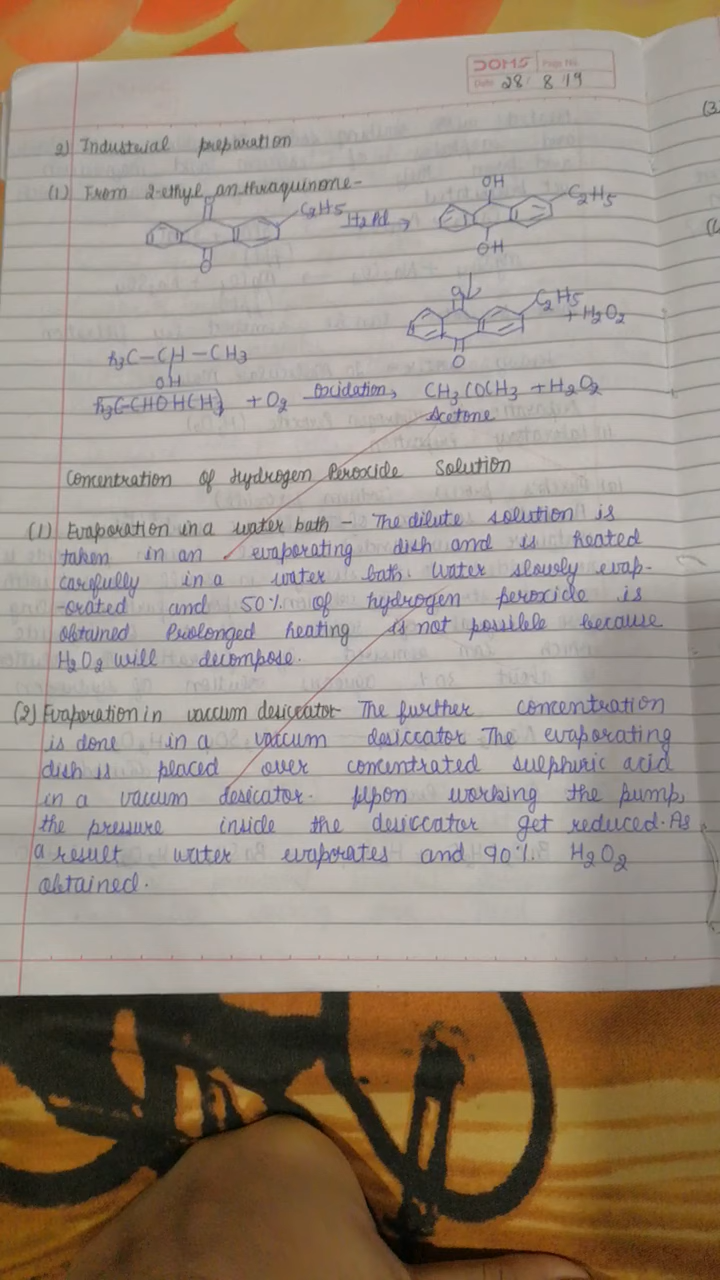 DOMS Page No.
Date 28 8 19
2) Industrial preparation
(1) From 2-ethyl anthraquinone-
O C2H5 H2 Pd → OH C2H5
O OH
O C2H5 + H2O2
O
H3C-CH-CH3
OH
+ O2 Oxidation, CH3COCH3 + H2O2
Acetone
Concentration of Hydrogen Peroxide Solution
(1) Evaporation in a water bath - The dilute solution is
taken in an evaporating dish and is heated
carefully in a water bath. Water slowly evap-
-orated and 50% of hydrogen peroxide is
obtained Prolonged heating is not possible because
H2O2 will decompose.
(2) Evaporation in vaccum desiccator- The further concentration
is done in a vaccum desiccator The evaporating
dish is placed over concentrated sulphuric acid
in a vaccum desicator. Upon working the pump,
the pressure inside the desiccator get reduced. As
a result water evaporates and 90%. H2O2
obtained.
(3